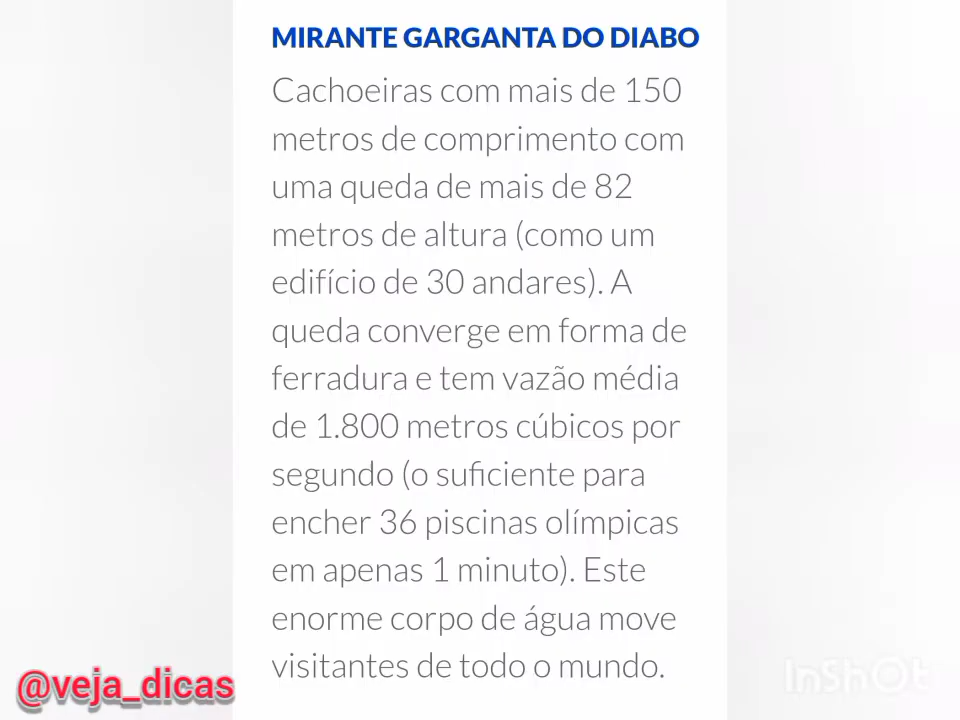 MIRANTE GARGANTA DO DIABO
Cachoeiras com mais de 150
metros de comprimento com
uma queda de mais de 82
metros de altura (como um
edifício de 30 andares). A
queda converge em forma de
ferradura e tem vazão média
de 1.800 metros cúbicos por
segundo (o suficiente para
encher 36 piscinas olímpicas
em apenas 1 minuto). Este
enorme corpo de água move
visitantes de todo o mundo.
@veja_dicas
InShOt